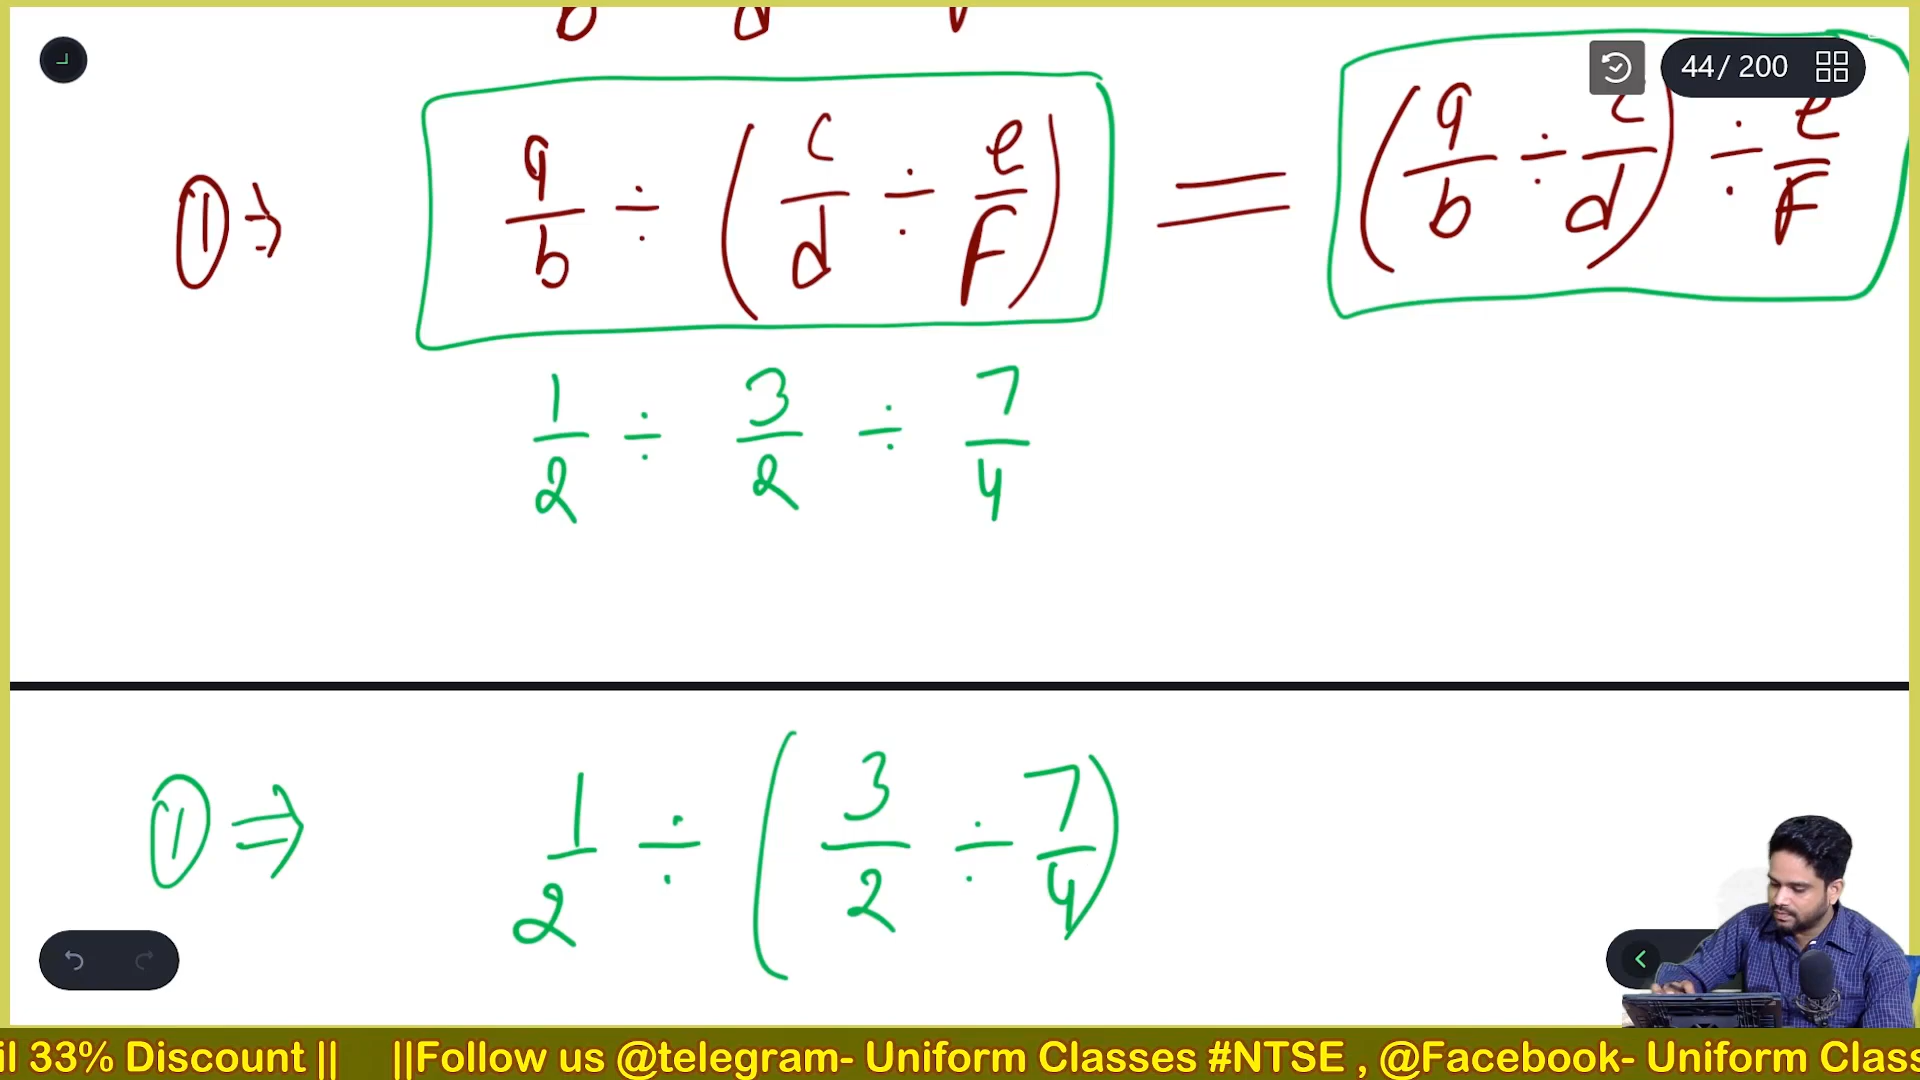 44 / 200
① ⇒ a/b ÷ (c/d ÷ e/F) = (a/b ÷ c/d) ÷ e/F
1/2 ÷ 3/2 ÷ 7/4
① ⇒ 1/2 ÷ (3/2 ÷ 7/4)
il 33% Discount || ||Follow us @telegram- Uniform Classes #NTSE , @Facebook- Uniform Class